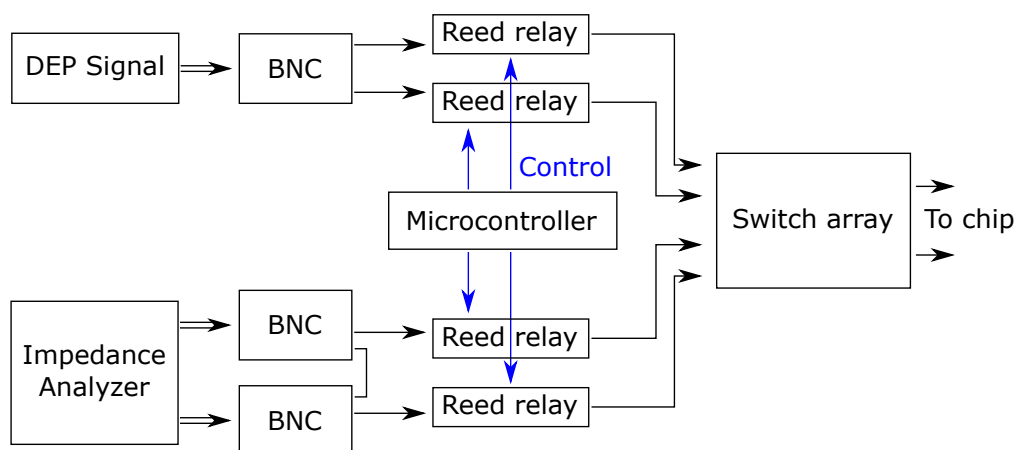 Reed relay
DEP Signal
BNC
Reed relay
Control
Microcontroller
Switch array
To chip
BNC
Reed relay
Impedance
Analyzer
BNC
Reed relay